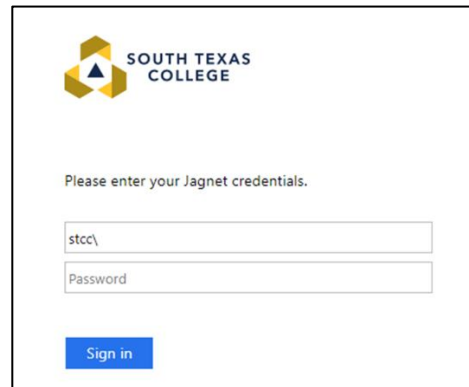 SOUTH TEXAS
COLLEGE
Please enter your Jagnet credentials.
stcc\
Password
Sign in